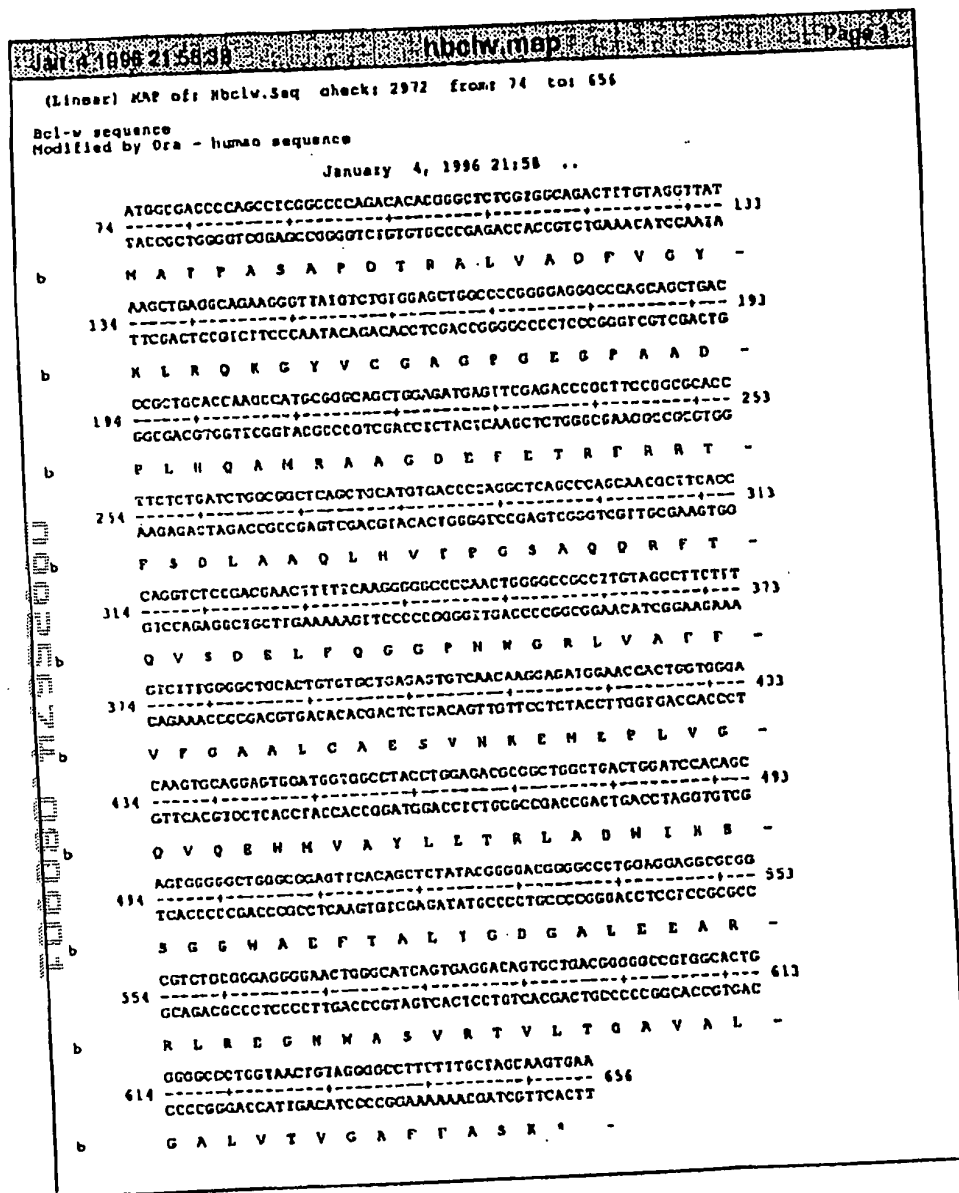 Jan. 4 1996 21:58:39 hbclw.map Page 1
(Linear) MAP of: Hbclw.Seq check: 2972 from: 74 to: 656
Bcl-w sequence
Modified by Ora - human sequence
January 4, 1996 21:58 ..
ATGGCGACCCCAGCCTCGGCCCCAGACACACGGGCTCTGGTGGCAGACTTTGTAGGTTAT
74 133
TACCGCTGGGGTCGGAGCCGGGGTCTGTGTGCCCGAGACCACCGTCTGAAACATCCAATA
b M A T P A S A P D T R A L V A D F V G Y -
AAGCTGAGGCAGAAGGGTTATGTCTGTGGAGCTGGCCCCGGGGAGGGCCCAGCAGCTGAC
134 193
TTCGACTCCGTCTTCCCAATACAGACACCTCGACCGGGGCCCCTCCCGGGTCGTCGACTG
b K L R Q K G Y V C G A G P G E G P A A D -
CCGCTGCACCAAGCCATGCGGGCAGCTGGAGATGAGTTCGAGACCCGCTTCCGGCGCACC
194 253
GGCGACGTGGTTCGGTACGCCCGTCGACCTCTACTCAAGCTCTGGGCGAAGGCCGCGTGG
b P L H Q A M R A A G D E F E T R F R R T -
TTCTCTGATCTGGCGGCTCAGCTGCATGTGACCCCAGGCTCAGCCCAGCAACGCTTCACC
254 313
AAGAGACTAGACCGCCGAGTCGACGTACACTGGGGTCCGAGTCGGGTCGTTGCGAAGTGG
b F S D L A A Q L H V T P G S A Q Q R F T -
CAGGTCTCCGACGAACTTTTTCAAGGGGGCCCCAACTGGGGCCGCCTTGTAGCCTTCTTT
314 373
GTCCAGAGGCTGCTTGAAAAAGTTCCCCCGGGGTTGACCCCGGCGGAACATCGGAAGAAA
b Q V S D E L F Q G G P N W G R L V A F F -
GTCTTTGGGGCTGCACTGTGTGCTGAGAGTGTCAACAAGGAGATGGAACCACTGGTGGGA
374 433
CAGAAACCCCGACGTGACACACGACTCTCACAGTTGTTCCTCTACCTTGGTGACCACCCT
b V F G A A L C A E S V N K E M E P L V G -
CAAGTGCAGGAGTGGATGGTGGCCTACCTGGAGACGCGGCTGGCTGACTGGATCCACAGC
434 493
GTTCACGTCCTCACCTACCACCGGATGGACCTCTGCGCCGACCGACTGACCTAGGTGTCG
b Q V Q E W M V A Y L E T R L A D W I H S -
AGTGGGGGCTGGGCGGAGTTCACAGCTCTATACGGGGACGGGGCCCTGGAGGAGGCGCGG
494 553
TCACCCCCGACCCGCCTCAAGTGTCGAGATATGCCCCTGCCCCGGGACCTCCTCCGCGCC
b S G G W A E F T A L Y G D G A L E E A R -
CGTCTGCGGGAGGGGAACTGGGCATCAGTGAGGACAGTGCTGACGGGGGCCGTGGCACTG
554 613
GCAGACGCCCTCCCCTTGACCCGTAGTCACTCCTGTCACGACTGCCCCCGGCACCGTGAC
b R L R E G N W A S V R T V L T G A V A L -
GGGGCCCTGGTAACTGTAGGGGCCTTTTTTGCTAGCAAGTGAA
614 656
CCCCGGGACCATTGACATCCCCGGAAAAAACGATCGTTCACTT
b G A L V T V G A F F A S K * -